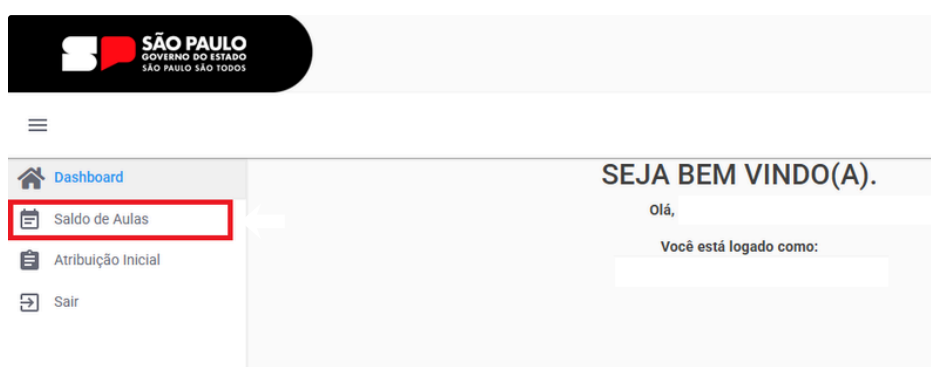 SÃO PAULO
GOVERNO DO ESTADO
SÃO PAULO SÃO TODOS
SEJA BEM VINDO(A).
Olá,
Você está logado como:
Dashboard
Saldo de Aulas
Atribuição Inicial
Sair